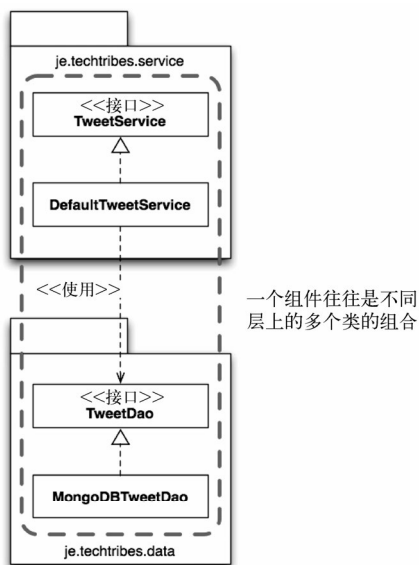 je.techtribes.service
<<接口>>
TweetService
DefaultTweetService
<<使用>>
一个组件往往是不同
层上的多个类的组合
<<接口>>
TweetDao
MongoDBTweetDao
je.techtribes.data